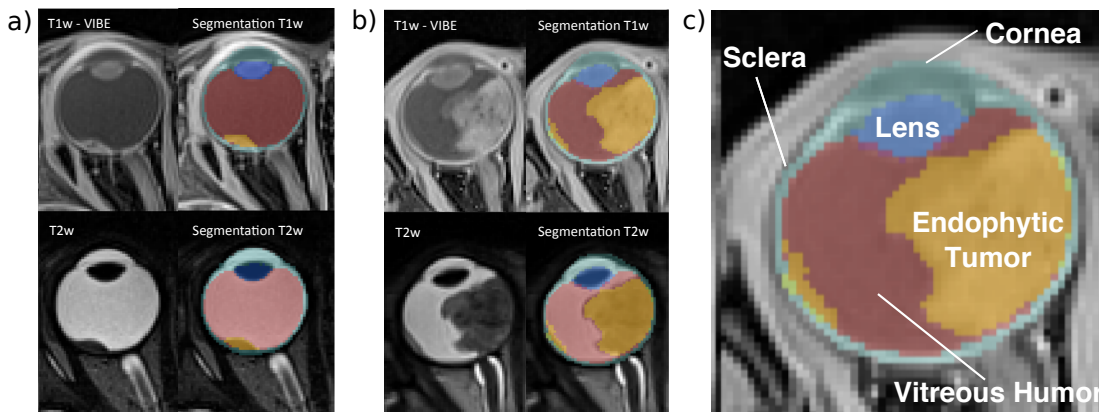 a)
T1w - VIBE
Segmentation T1w
T2w
Segmentation T2w
b)
T1w - VIBE
Segmentation T1w
T2w
Segmentation T2w
c)
Cornea
Sclera
Lens
Endophytic
Tumor
Vitreous Humor